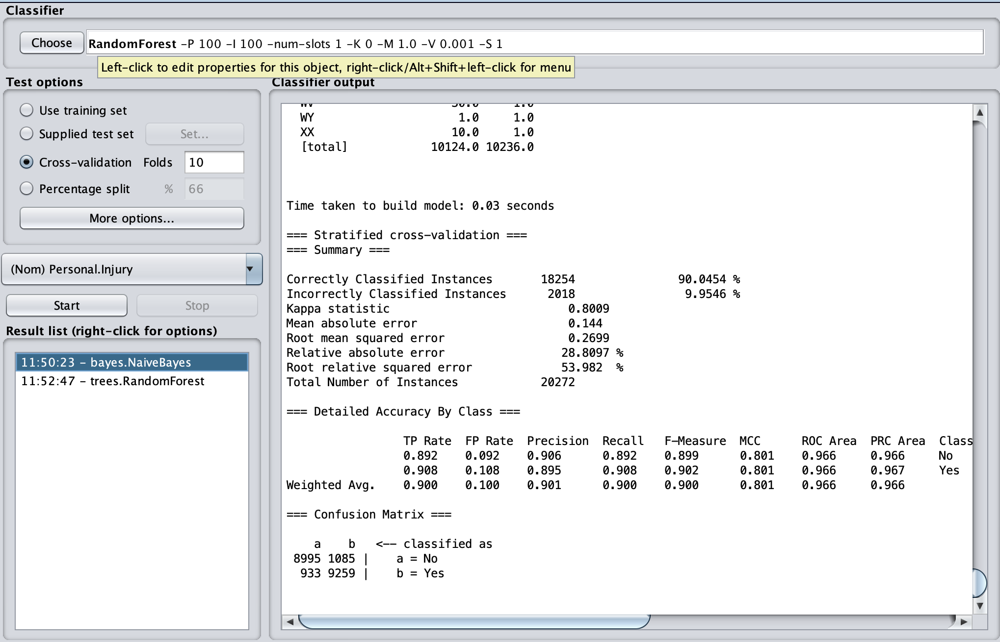 Classifier
Choose RandomForest -P 100 -I 100 -num-slots 1 -K 0 -M 1.0 -V 0.001 -S 1
Left-click to edit properties for this object, right-click/Alt+Shift+left-click for menu
Test options
Use training set
Supplied test set Set...
Cross-validation Folds 10
Percentage split % 66
More options...
(Nom) Personal.Injury
Start Stop
Result list (right-click for options)
11:50:23 - bayes.NaiveBayes
11:52:47 - trees.RandomForest
Classifier output
WY 1.0 1.0
XX 10.0 1.0
[total] 10124.0 10236.0
Time taken to build model: 0.03 seconds
=== Stratified cross-validation ===
=== Summary ===
Correctly Classified Instances 18254 90.0454 %
Incorrectly Classified Instances 2018 9.9546 %
Kappa statistic 0.8009
Mean absolute error 0.144
Root mean squared error 0.2699
Relative absolute error 28.8097 %
Root relative squared error 53.982 %
Total Number of Instances 20272
=== Detailed Accuracy By Class ===
TP Rate FP Rate Precision Recall F-Measure MCC ROC Area PRC Area Class
0.892 0.092 0.906 0.892 0.899 0.801 0.966 0.966 No
0.908 0.108 0.895 0.908 0.902 0.801 0.966 0.967 Yes
Weighted Avg. 0.900 0.100 0.901 0.900 0.900 0.801 0.966 0.966
=== Confusion Matrix ===
a b <-- classified as
8995 1085 | a = No
933 9259 | b = Yes